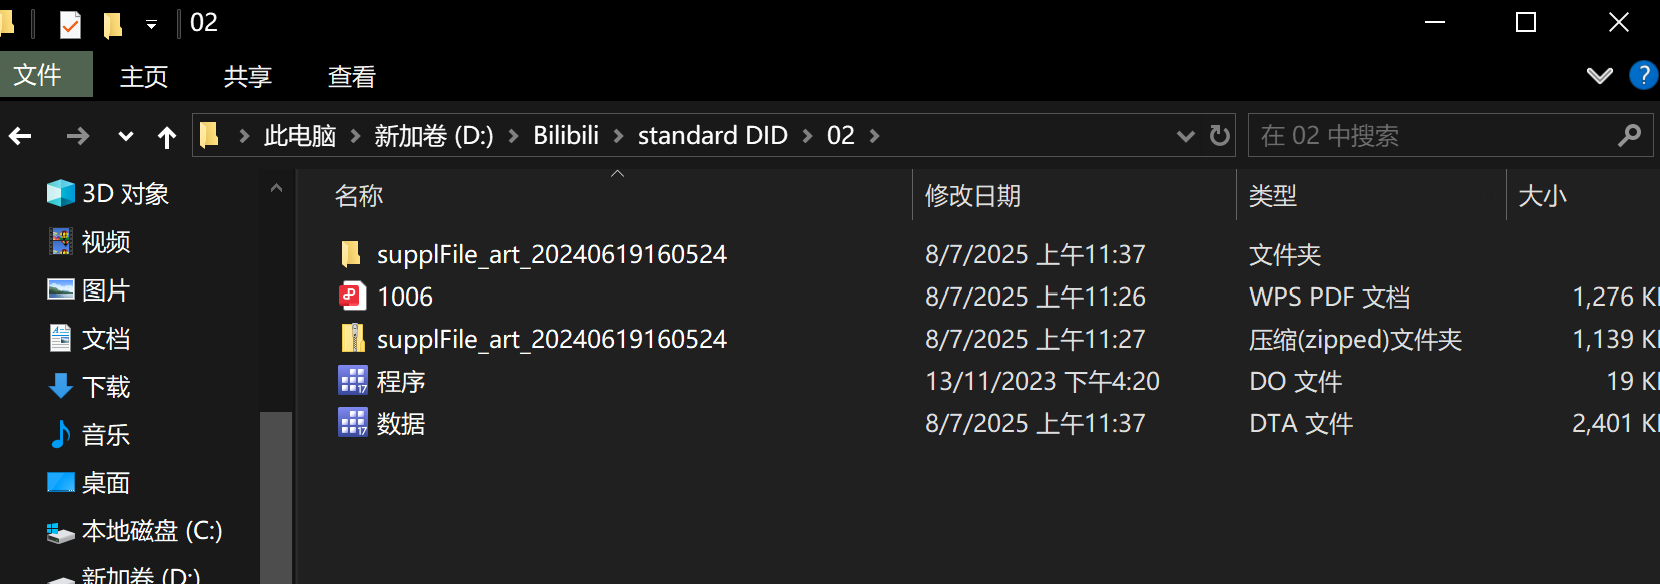 02
文件 主页 共享 查看 ?
此电脑 新加卷 (D:) Bilibili standard DID 02 在 02 中搜索
3D 对象
视频
图片
文档
下载
音乐
桌面
本地磁盘 (C:)
新加卷 (D:)
名称 修改日期 类型 大小
supplFile_art_20240619160524 8/7/2025 上午11:37 文件夹
1006 8/7/2025 上午11:26 WPS PDF 文档 1,276 K
supplFile_art_20240619160524 8/7/2025 上午11:27 压缩(zipped)文件夹 1,139 K
程序 13/11/2023 下午4:20 DO 文件 19 K
数据 8/7/2025 上午11:37 DTA 文件 2,401 K